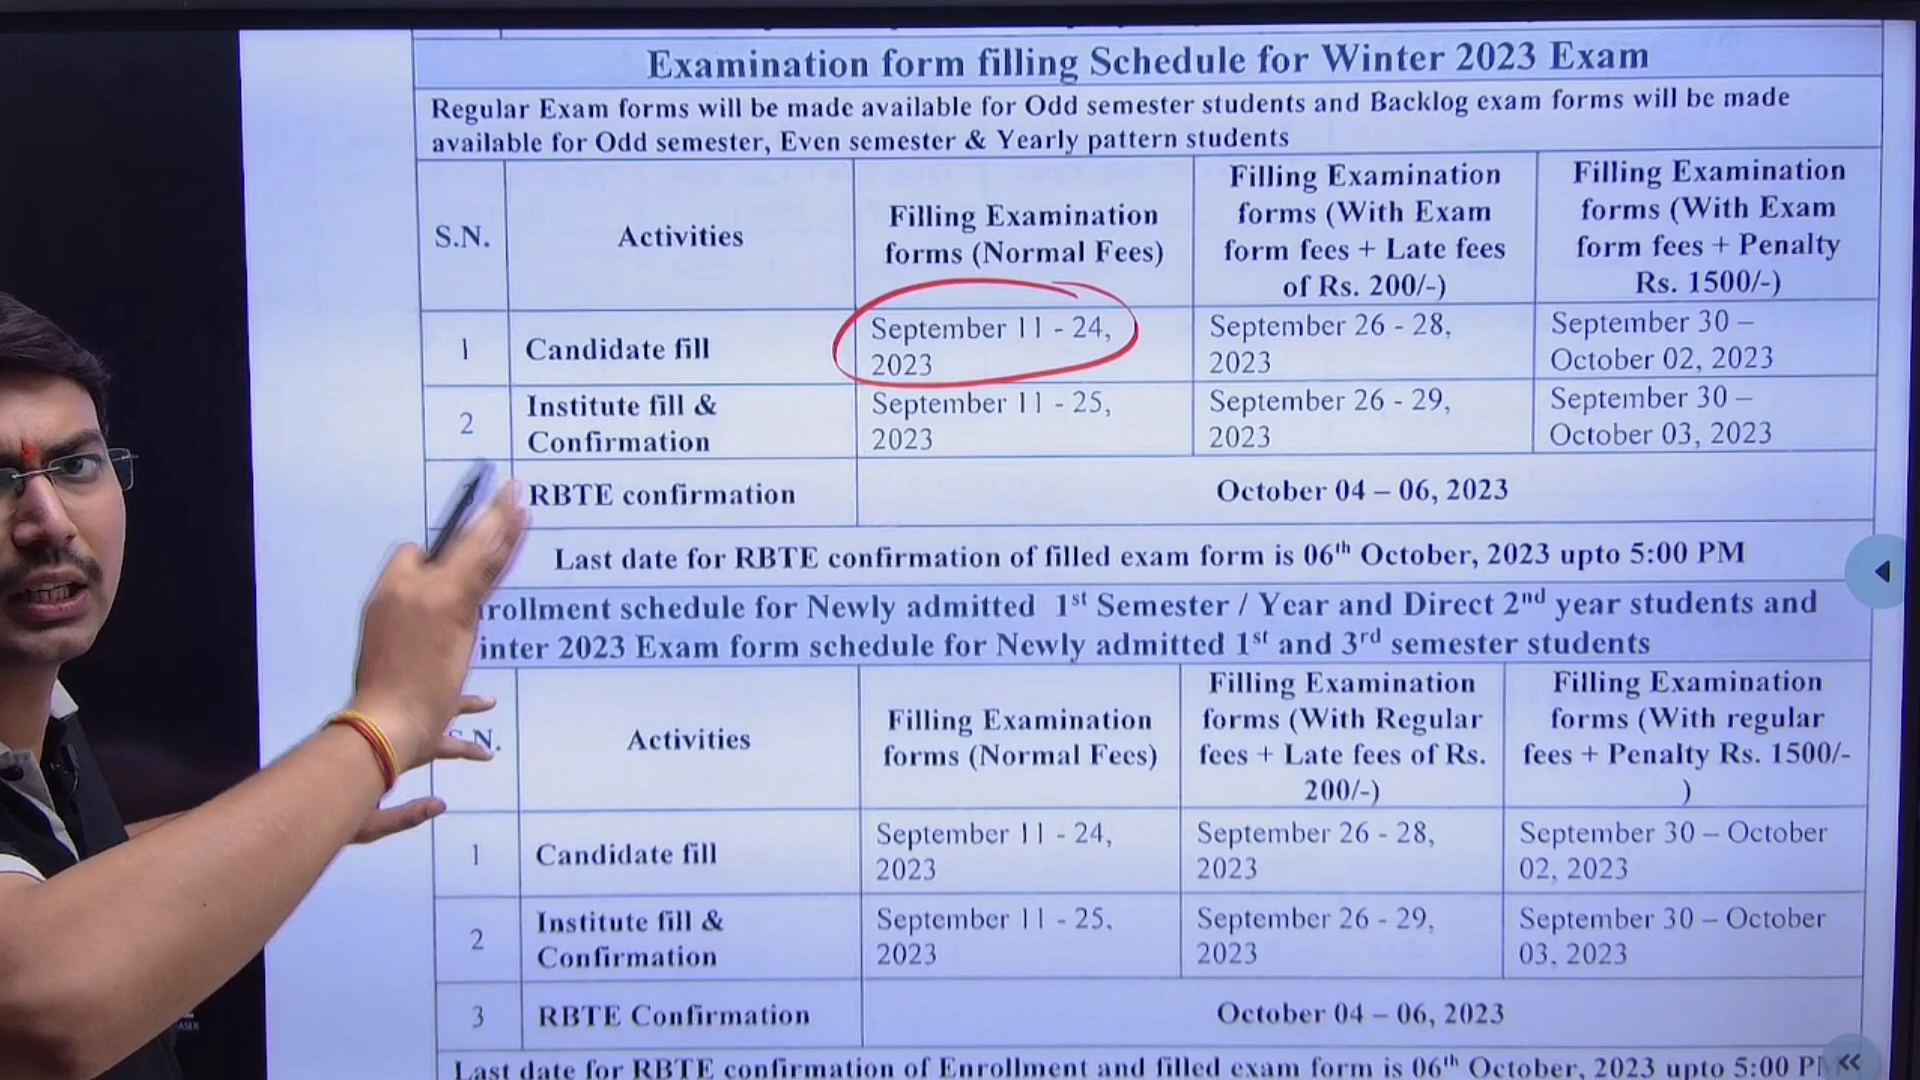 Examination form filling Schedule for Winter 2023 Exam
Regular Exam forms will be made available for Odd semester students and Backlog exam forms will be made
available for Odd semester, Even semester & Yearly pattern students
S.N.
Activities
Filling Examination
forms (Normal Fees)
Filling Examination
forms (With Exam
form fees + Late fees
of Rs. 200/-)
Filling Examination
forms (With Exam
form fees + Penalty
Rs. 1500/-)
1
Candidate fill
September 11 - 24,
2023
September 26 - 28,
2023
September 30 –
October 02, 2023
2
Institute fill &
Confirmation
September 11 - 25,
2023
September 26 - 29,
2023
September 30 –
October 03, 2023
RBTE confirmation
October 04 – 06, 2023
Last date for RBTE confirmation of filled exam form is 06th October, 2023 upto 5:00 PM
rollment schedule for Newly admitted 1st Semester / Year and Direct 2nd year students and
inter 2023 Exam form schedule for Newly admitted 1st and 3rd semester students
S.N.
Activities
Filling Examination
forms (Normal Fees)
Filling Examination
forms (With Regular
fees + Late fees of Rs.
200/-)
Filling Examination
forms (With regular
fees + Penalty Rs. 1500/-
)
1
Candidate fill
September 11 - 24,
2023
September 26 - 28,
2023
September 30 – October
02, 2023
2
Institute fill &
Confirmation
September 11 - 25,
2023
September 26 - 29,
2023
September 30 – October
03, 2023
3
RBTE Confirmation
October 04 – 06, 2023
Last date for RBTE confirmation of Enrollment and filled exam form is 06th October, 2023 upto 5:00 PM